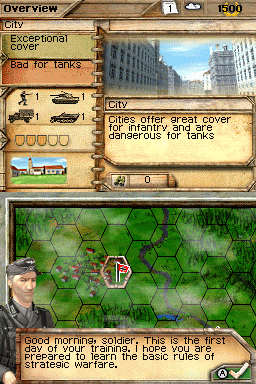 Overview
1
1500
City
Exceptional
cover
Bad for tanks
1
1
1
1
City
Cities offer great cover
for infantry and are
dangerous for tanks
0
Good morning, soldier. This is the first
day of your training. I hope you are
prepared to learn the basic rules of
strategic warfare.
A